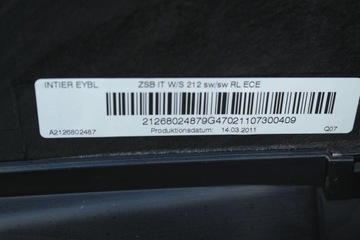 INTIER EYBL ZSB IT W/S 212 sw/sw RL ECE
21268024879G47021107300409
A2126802487 Produktionsdatum: 14.03.2011 Q07